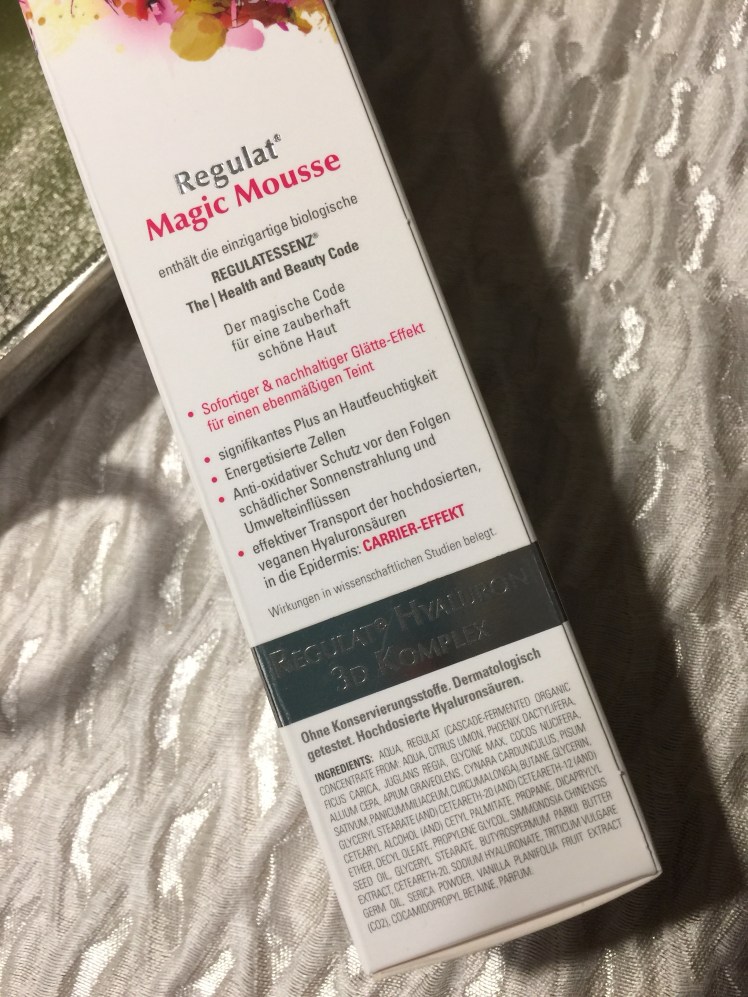 Regulat®
Magic Mousse
enthält die einzigartige biologische
REGULATESSENZ®
The | Health and Beauty Code
Der magische Code
für eine zauberhaft
schöne Haut
• Sofortiger & nachhaltiger Glätte-Effekt
für einen ebenmäßigen Teint
• signifikantes Plus an Hautfeuchtigkeit
• Energetisierte Zellen
• Anti-oxidativer Schutz vor den Folgen
schädlicher Sonnenstrahlung und
Umwelteinflüssen
• effektiver Transport der hochdosierten,
veganen Hyaluronsäuren
in die Epidermis: CARRIER-EFFEKT
Wirkungen in wissenschaftlichen Studien belegt.
REGULAT® HYALURON
3D KOMPLEX
Ohne Konservierungsstoffe. Dermatologisch
getestet. Hochdosierte Hyaluronsäuren.
INGREDIENTS: AQUA, REGULAT (CASCADE-FERMENTED ORGANIC
CONCENTRATE FROM: AQUA, CITRUS LIMON, PHOENIX DACTYLIFERA,
FICUS CARICA, JUGLANS REGIA, GLYCINE MAX, COCOS NUCIFERA,
ALLIUM CEPA, APIUM GRAVEOLENS, CYNARA CARDUNCULUS, PISUM
SATIVUM PANICUM MILIACEUM, CURCUMA LONGA) BUTANE, GLYCERIN,
GLYCERYL STEARATE (AND) CETEARETH-20 (AND) CETEARETH-12 (AND)
CETEARYL ALCOHOL (AND) CETYL PALMITATE, PROPANE, DICAPRYLYL
ETHER, DECYL OLEATE, PROPYLENE GLYCOL, SIMMONDSIA CHINENSIS
SEED OIL, GLYCERYL STEARATE, BUTYROSPERMUM PARKII BUTTER
EXTRACT, CETEARETH-20, SODIUM HYALURONATE, TRITICUM VULGARE
GERM OIL, SERICA POWDER, VANILLA PLANIFOLIA FRUIT EXTRACT
(CO2), COCAMIDOPROPYL BETAINE, PARFUM.